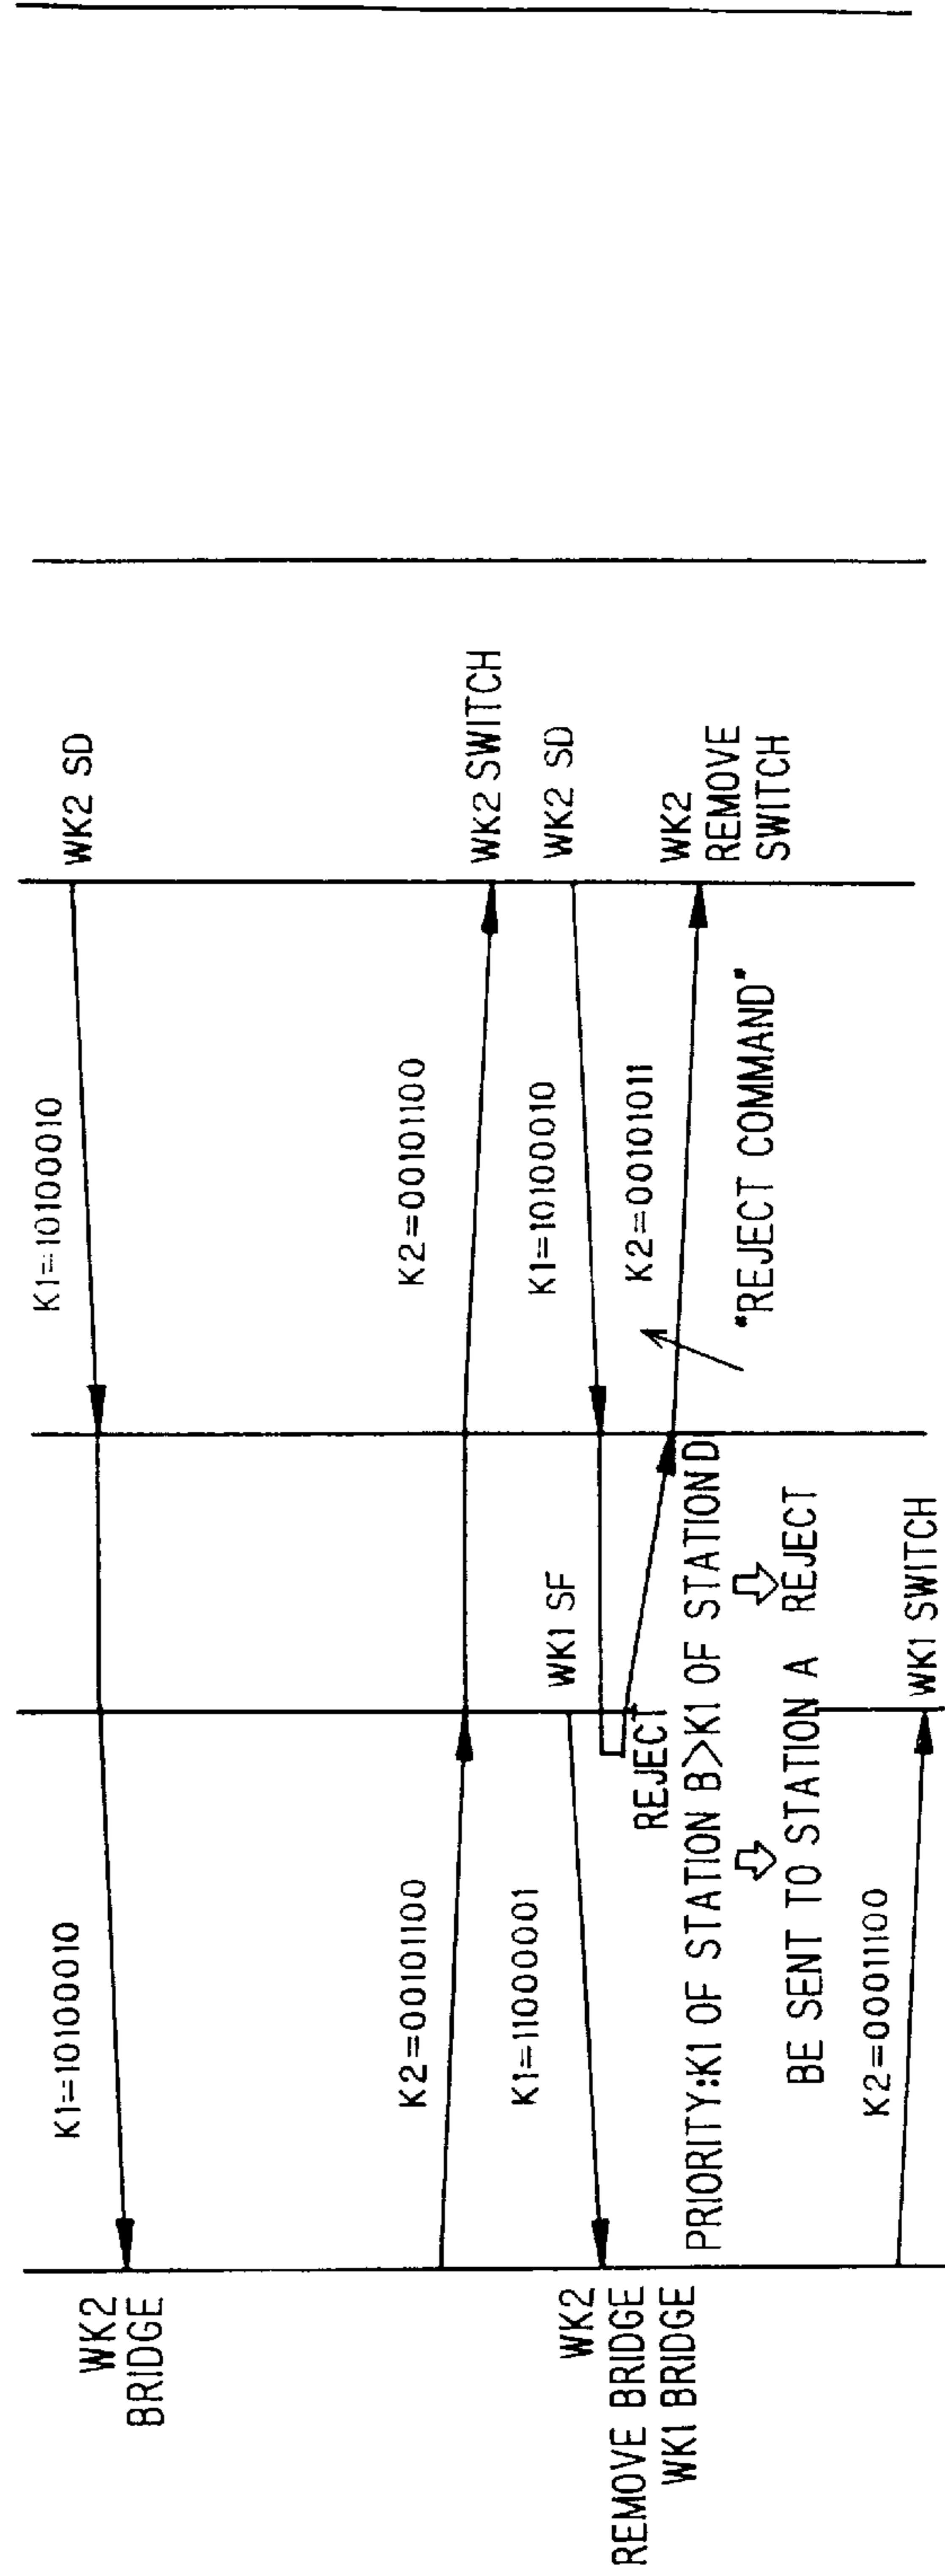 WK2 SD
K1=10100010
K1=10100010
WK2
BRIDGE
K2=00101100
K2=00101100
WK2 SWITCH
WK1 SF
WK2 SD
K1=11000001
K1=10100010
WK2
REMOVE BRIDGE
WK1 BRIDGE
REJECT
K2=00101011
WK2
REMOVE
SWITCH
"REJECT COMMAND"
PRIORITY:K1 OF STATION B>K1 OF STATION D
BE SENT TO STATION A REJECT
K2=00011100
WK1 SWITCH